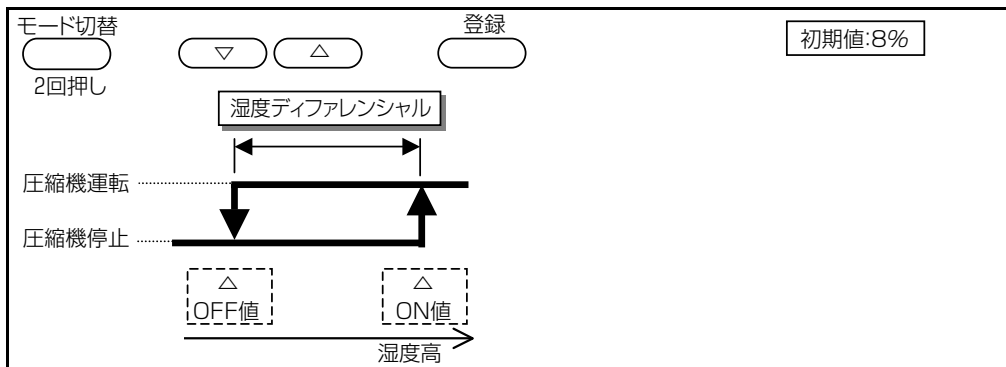 モード切替
登録
初期値:8%
▽
△
2回押し
湿度ディファレンシャル
圧縮機運転
圧縮機停止
△
OFF値
△
ON値
湿度高